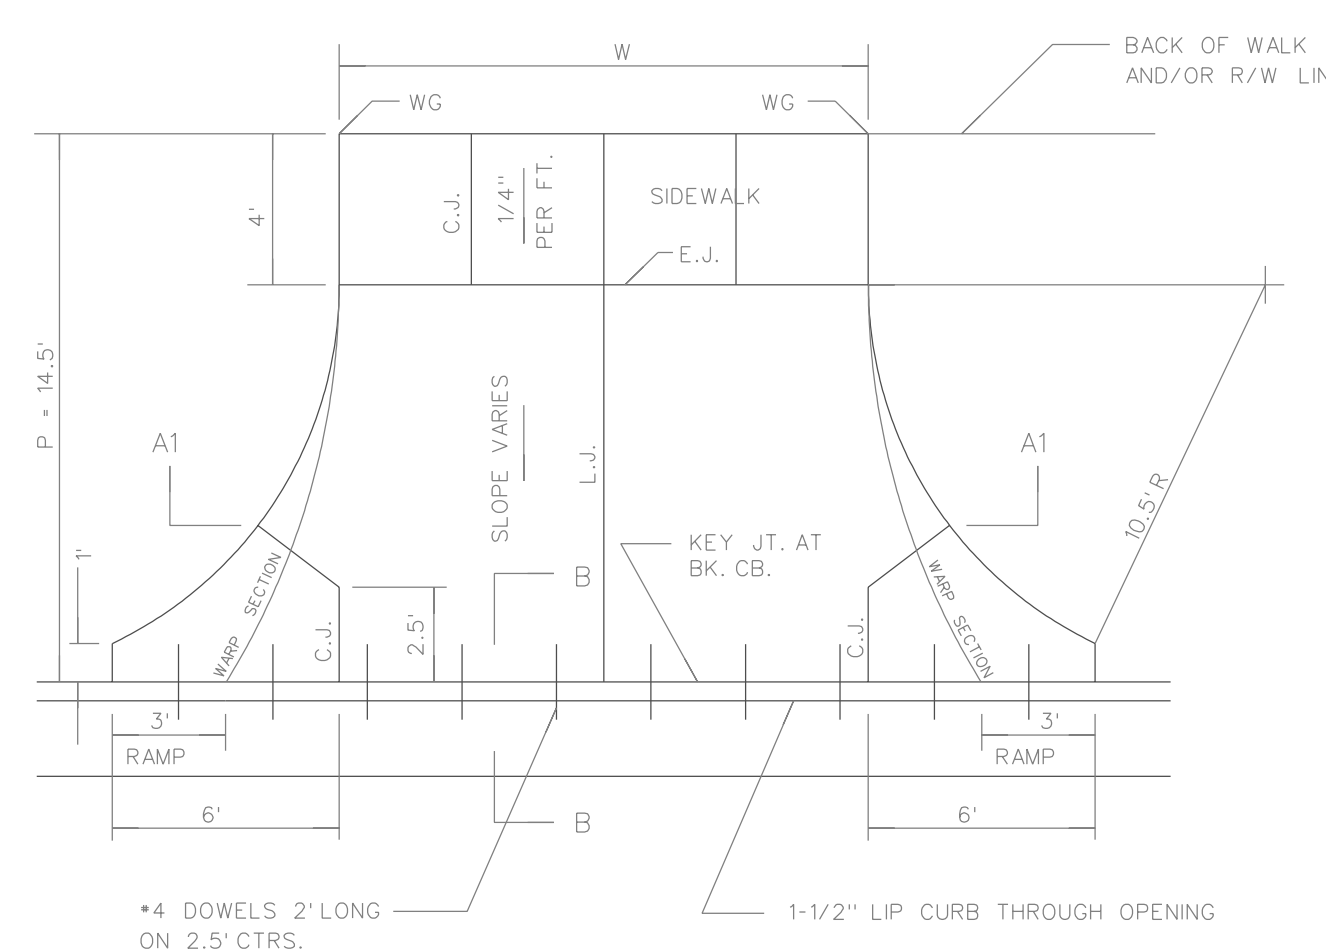 W
BACK OF WALK
AND/OR R/W
WG
WG
4'
C.J.
1/4"
PER FT.
SIDEWALK
E.J.
P = 14.5'
SLOPE VARIES
L.J.
A1
A1
10.5' R
1'
KEY JT. AT
BK. CB.
B
WARP SECTION
WARP SECTION
C.J.
2.5'
C.J.
3'
RAMP
3'
RAMP
6'
B
6'
#4 DOWELS 2' LONG
ON 2.5' CTRS.
1-1/2" LIP CURB THROUGH OPENING